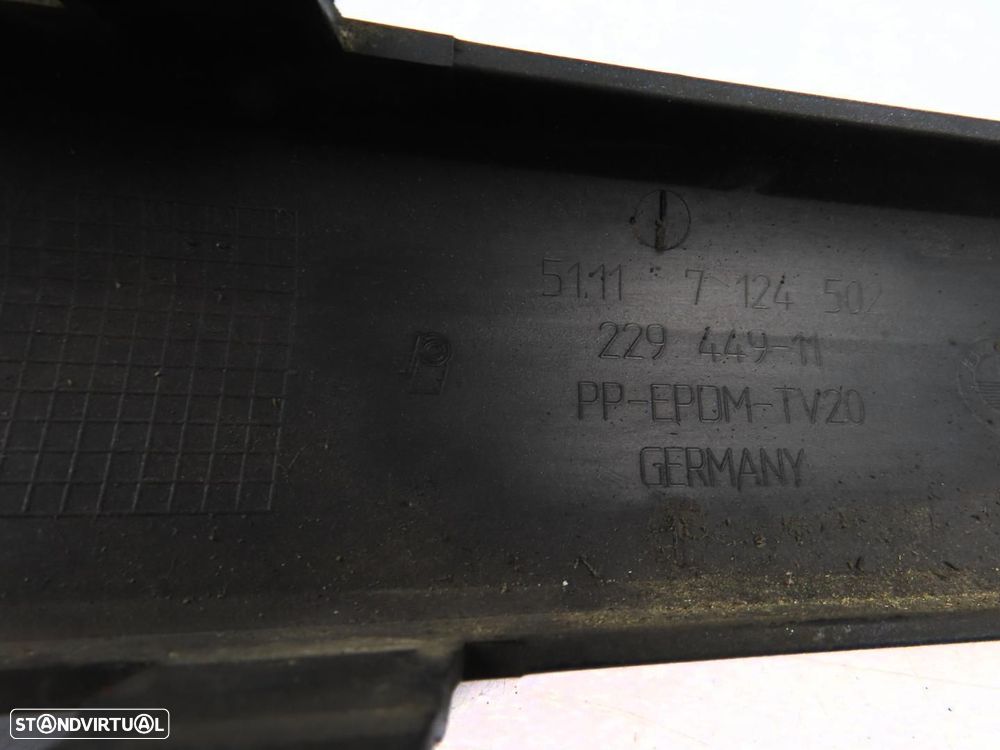 51.11 7 124 502
229 449-11
PP-EPDM-TV20
GERMANY
STANDVIRTUAL